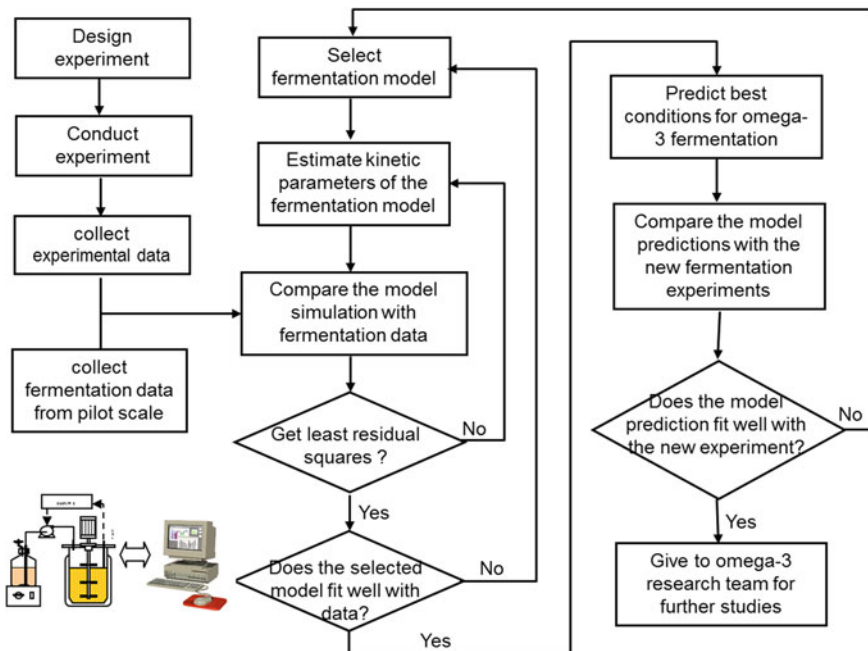 Design
experiment
Conduct
experiment
collect
experimental data
collect
fermentation data
from pilot scale
Select
fermentation model
Estimate kinetic
parameters of the
fermentation model
Compare the model
simulation with
fermentation data
Get least residual
squares ?
No
Yes
Does the selected
model fit well with
data?
No
Yes
Predict best
conditions for omega-
3 fermentation
Compare the model
predictions with the
new fermentation
experiments
Does the model
prediction fit well with
the new experiment?
No
Yes
Give to omega-3
research team for
further studies